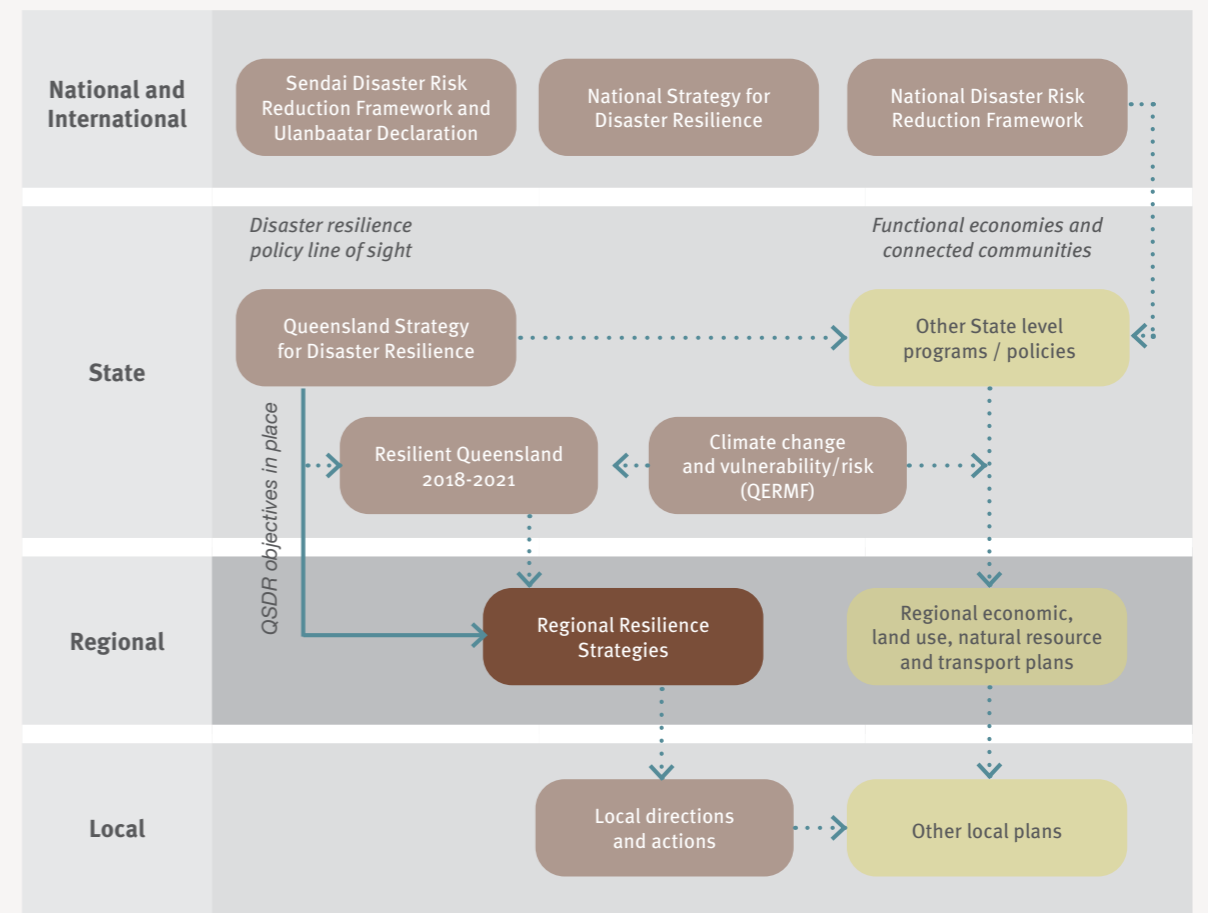 National and
International
Sendai Disaster Risk
Reduction Framework and
Ulanbaatar Declaration
National Strategy for
Disaster Resilience
National Disaster Risk
Reduction Framework
State
Disaster resilience
policy line of sight
Functional economies and
connected communities
Queensland Strategy
for Disaster Resilience
Other State level
programs / policies
QSDR objectives in place
Resilient Queensland
2018-2021
Climate change
and vulnerability/risk
(QERMF)
Regional
Regional Resilience
Strategies
Regional economic,
land use, natural resource
and transport plans
Local
Local directions
and actions
Other local plans